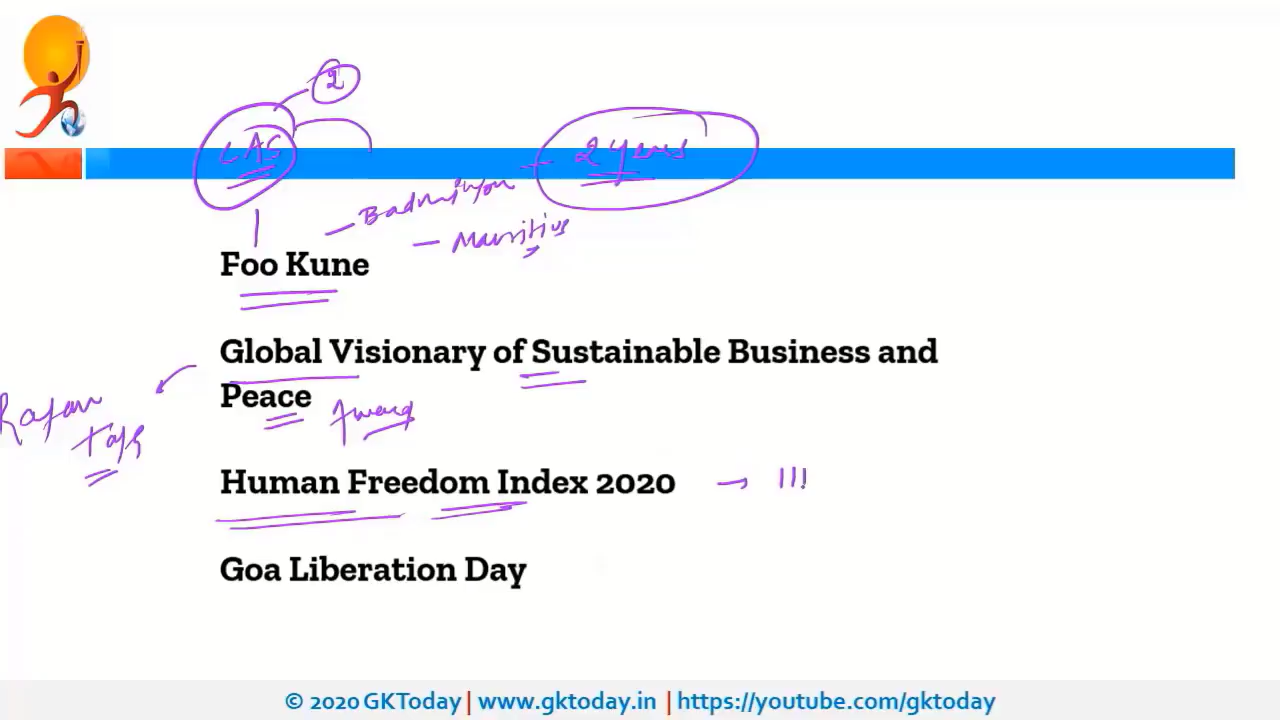 2
CAS
2 years
Badminton
Mauritius
Foo Kune
Global Visionary of Sustainable Business and
Peace
Award
Ratan
Tata
Human Freedom Index 2020
111
Goa Liberation Day
© 2020 GKToday | www.gktoday.in | https://youtube.com/gktoday